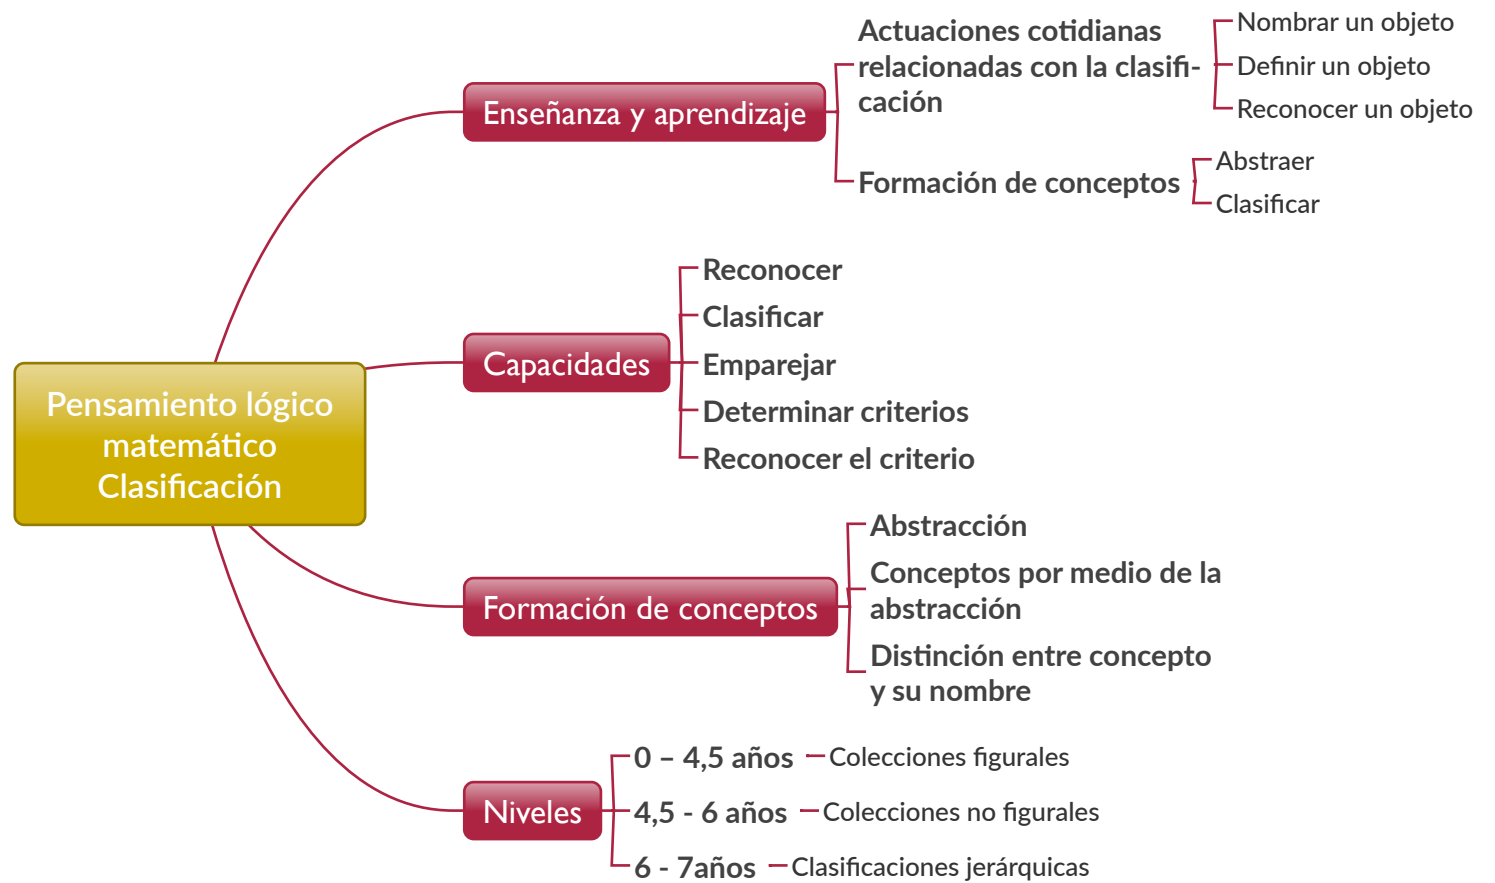 Pensamiento lógico
matemático
Clasificación
Enseñanza y aprendizaje
Actuaciones cotidianas
relacionadas con la clasifi-
cación
Nombrar un objeto
Definir un objeto
Reconocer un objeto
Formación de conceptos
Abstraer
Clasificar
Capacidades
Reconocer
Clasificar
Emparejar
Determinar criterios
Reconocer el criterio
Formación de conceptos
Abstracción
Conceptos por medio de la
abstracción
Distinción entre concepto
y su nombre
Niveles
0 – 4,5 años
Colecciones figurales
4,5 - 6 años
Colecciones no figurales
6 - 7años
Clasificaciones jerárquicas